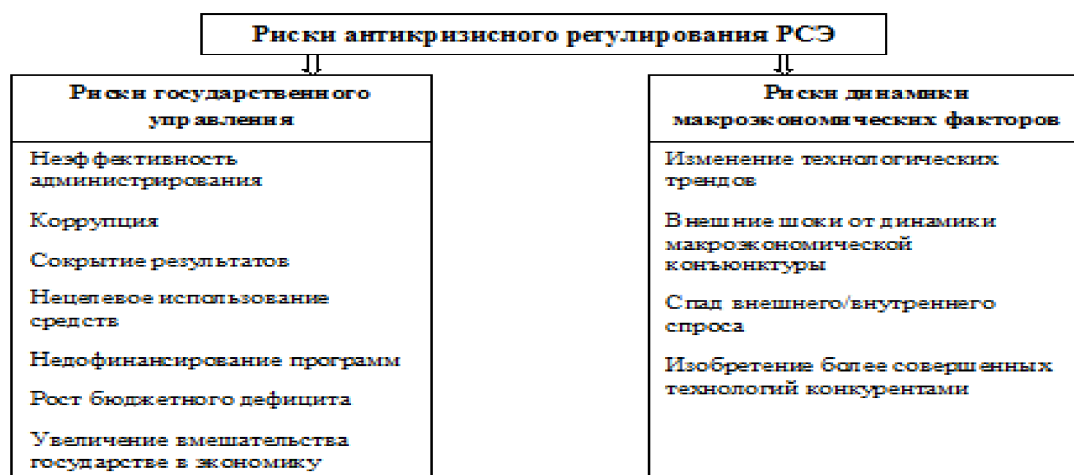 Риски антикризисного регулирования РСЭ
Риски государственного
управления
Неэффективность
администрирования
Коррупция
Сокрытие результатов
Нецелевое использование
средств
Недофинансирование программ
Рост бюджетного дефицита
Увеличение вмешательства
государстве в экономику
Риски динамики
макроэкономических факторов
Изменение технологических
трендов
Внешние шоки от динамики
макроэкономической
конъюнктуры
Спад внешнего/внутреннего
спроса
Изобретение более совершенных
технологий конкурентами